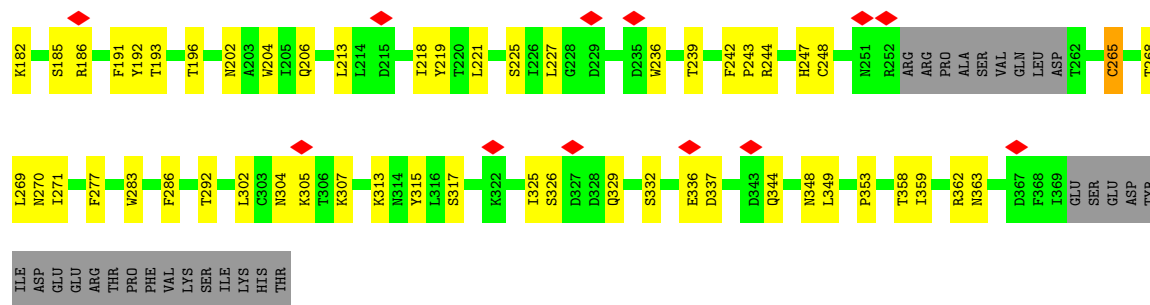 K182 S185 R186 F191 Y192 T193 T196 N202 A203 W204 I205 Q206 L213 L214 D215 I218 Y219 T220 L221 S225 I226 L227 G228 D229 D235 W236 T239 F242 P243 R244 H247 C248 N251 R252 ARG ARG PRO ALA SER VAL GLN LEU ASP T262 C265 T268
L269 N270 I271 F277 W283 F286 T292 L302 C303 N304 K305 T306 K307 K313 N314 Y315 L316 S317 K322 I325 S326 D327 D328 Q329 S332 E336 D337 D343 Q344 N348 L349 P353 T358 I359 R362 N363 D367 F368 I369 GLU SER GLU ASP TYR
ILE ASP GLU GLU ARG THR PRO PHE VAL LYS SER ILE LYS HIS THR